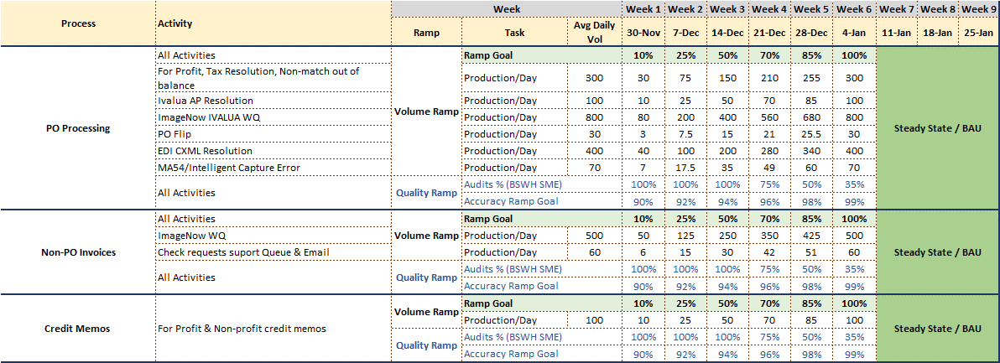 Process Activity Week Week 1 Week 2 Week 3 Week 4 Week 5 Week 6 Week 7 Week 8 Week 9
Ramp Task Avg Daily Vol 30-Nov 7-Dec 14-Dec 21-Dec 28-Dec 4-Jan 11-Jan 18-Jan 25-Jan
PO Processing
All Activities Volume Ramp Ramp Goal 10% 25% 50% 70% 85% 100% Steady State / BAU
For Profit, Tax Resolution, Non-match out of
balance Production/Day 300 30 75 150 210 255 300
Ivalua AP Resolution Production/Day 100 10 25 50 70 85 100
ImageNow IVALUA WQ Production/Day 800 80 200 400 560 680 800
PO Flip Production/Day 30 3 7.5 15 21 25.5 30
EDI CXML Resolution Production/Day 400 40 100 200 280 340 400
MA54/Intelligent Capture Error Production/Day 70 7 17.5 35 49 60 70
All Activities Quality Ramp Audits % (BSWH SME) 100% 100% 100% 75% 50% 35%
Accuracy Ramp Goal 90% 92% 94% 96% 98% 99%
Non-PO Invoices
All Activities Volume Ramp Ramp Goal 10% 25% 50% 70% 85% 100% Steady State / BAU
ImageNow WQ Production/Day 500 50 125 250 350 425 500
Check requests suport Queue & Email Production/Day 60 6 15 30 42 51 60
All Activities Quality Ramp Audits % (BSWH SME) 100% 100% 100% 75% 50% 35%
Accuracy Ramp Goal 90% 92% 94% 96% 98% 99%
Credit Memos
For Profit & Non-profit credit memos Volume Ramp Ramp Goal 10% 25% 50% 70% 85% 100% Steady State / BAU
Production/Day 100 10 25 50 70 85 100
Quality Ramp Audits % (BSWH SME) 100% 100% 100% 75% 50% 35%
Accuracy Ramp Goal 90% 92% 94% 96% 98% 99%